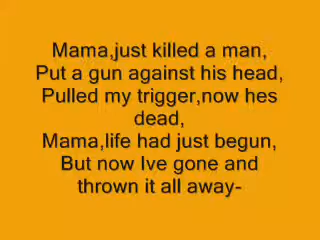 Mama,just killed a man,
Put a gun against his head,
Pulled my trigger,now hes
dead,
Mama,life had just begun,
But now Ive gone and
thrown it all away-